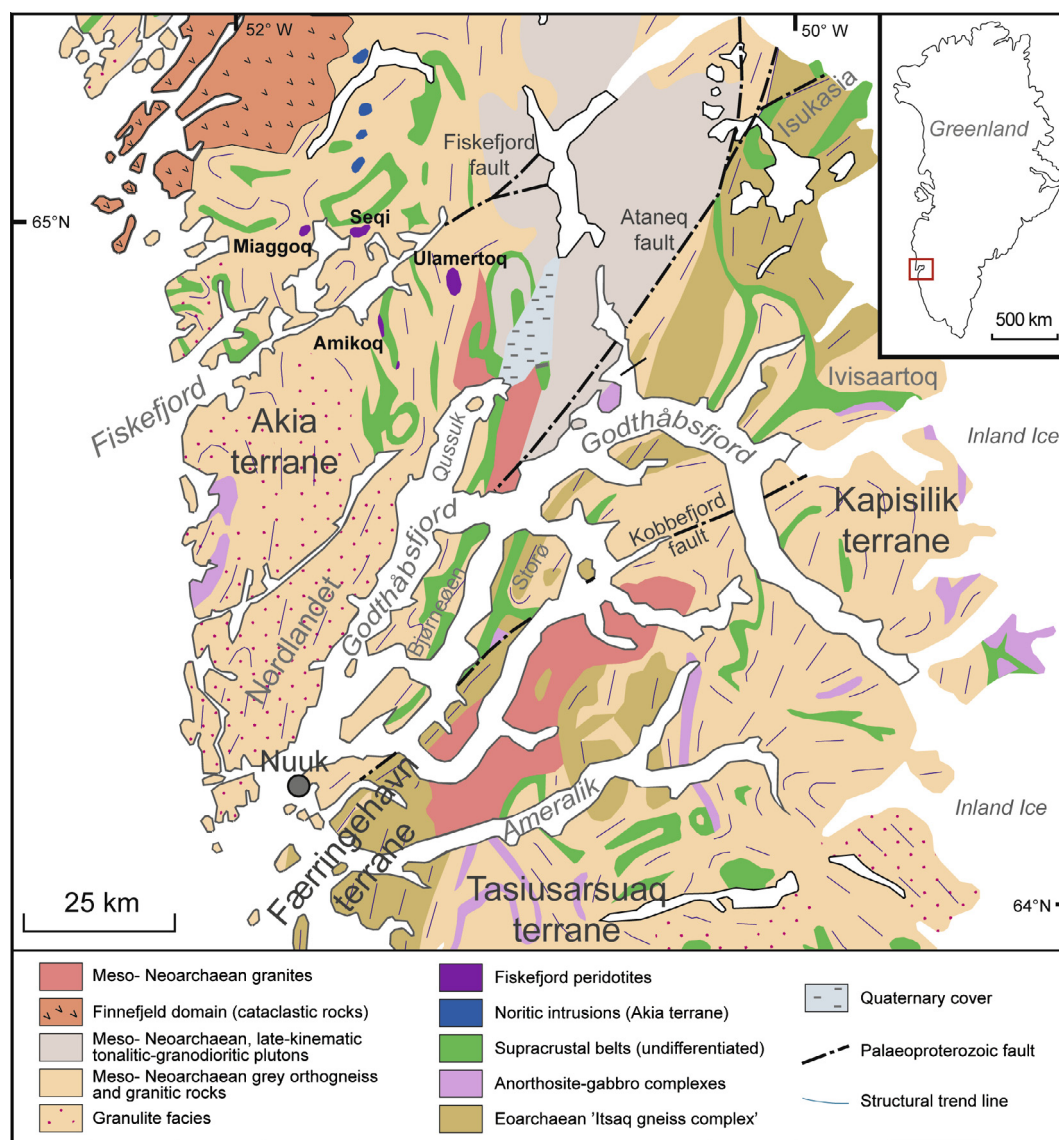 52° W
50° W
65°N
Fiskefjord
fault
Isukasia
Greenland
500 km
Seqi
Miaggoq
Ataneq
fault
Ulamertoq
Amikoq
Ivisaartoq
Fiskefjord
Akia
terrane
Qussuk
Godthåbsfjord
Inland Ice
Kapisilik
terrane
Godthåbsfjord
Kobbefjord
fault
Storø
Bjørneøen
Nordlandet
Nuuk
Ameralik
Inland Ice
Færringehavn
terrane
Tasiusarsuaq
terrane
25 km
64°N
Meso- Neoarchaean granites
Finnefjeld domain (cataclastic rocks)
Meso- Neoarchaean, late-kinematic
tonalitic-granodioritic plutons
Meso- Neoarchaean grey orthogneiss
and granitic rocks
Granulite facies
Fiskefjord peridotites
Noritic intrusions (Akia terrane)
Supracrustal belts (undifferentiated)
Anorthosite-gabbro complexes
Eoarchaean 'Itsaq gneiss complex'
Quaternary cover
Palaeoproterozoic fault
Structural trend line